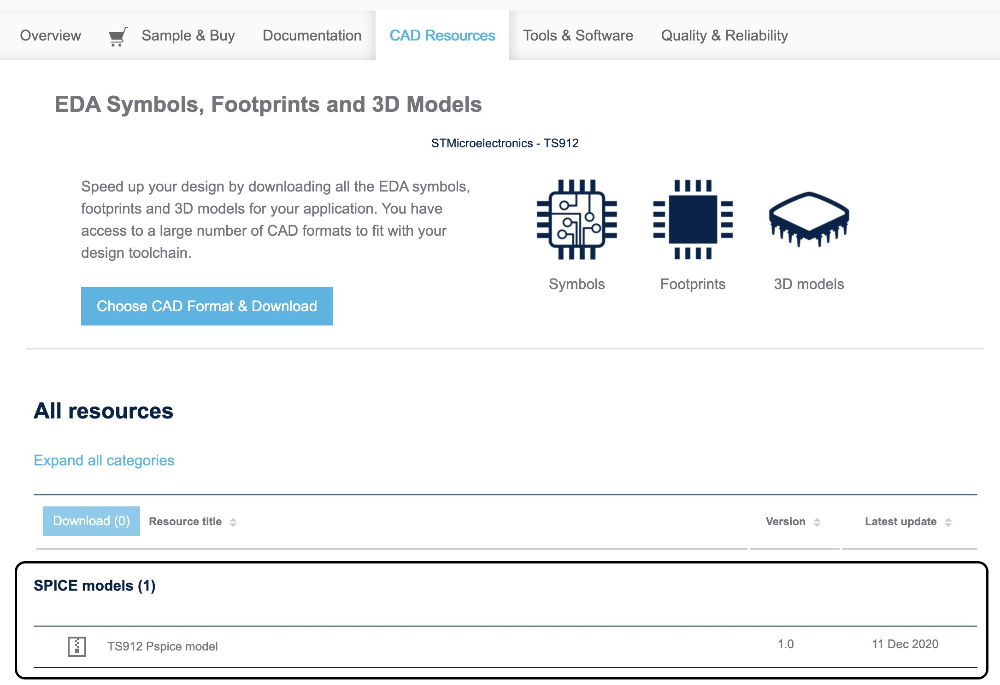 Overview Sample & Buy Documentation CAD Resources Tools & Software Quality & Reliability
EDA Symbols, Footprints and 3D Models
STMicroelectronics - TS912
Speed up your design by downloading all the EDA symbols,
footprints and 3D models for your application. You have
access to a large number of CAD formats to fit with your
design toolchain.
Choose CAD Format & Download
Symbols Footprints 3D models
All resources
Expand all categories
Download (0) Resource title Version Latest update
SPICE models (1)
TS912 Pspice model 1.0 11 Dec 2020